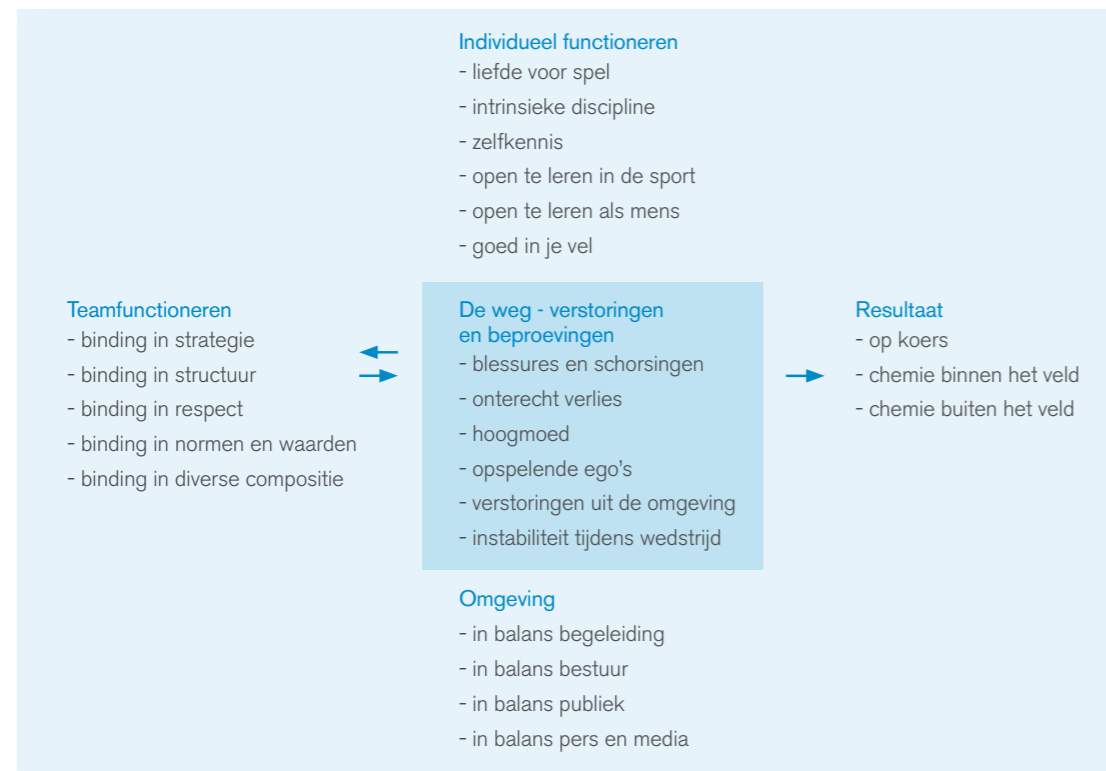 Individueel functioneren
- liefde voor spel
- intrinsieke discipline
- zelfkennis
- open te leren in de sport
- open te leren als mens
- goed in je vel
Teamfunctioneren
- binding in strategie
- binding in structuur
- binding in respect
- binding in normen en waarden
- binding in diverse compositie
De weg - verstoringen
en beproevingen
- blessures en schorsingen
- onterecht verlies
- hoogmoed
- opspelende ego's
- verstoringen uit de omgeving
- instabiliteit tijdens wedstrijd
Resultaat
- op koers
- chemie binnen het veld
- chemie buiten het veld
Omgeving
- in balans begeleiding
- in balans bestuur
- in balans publiek
- in balans pers en media